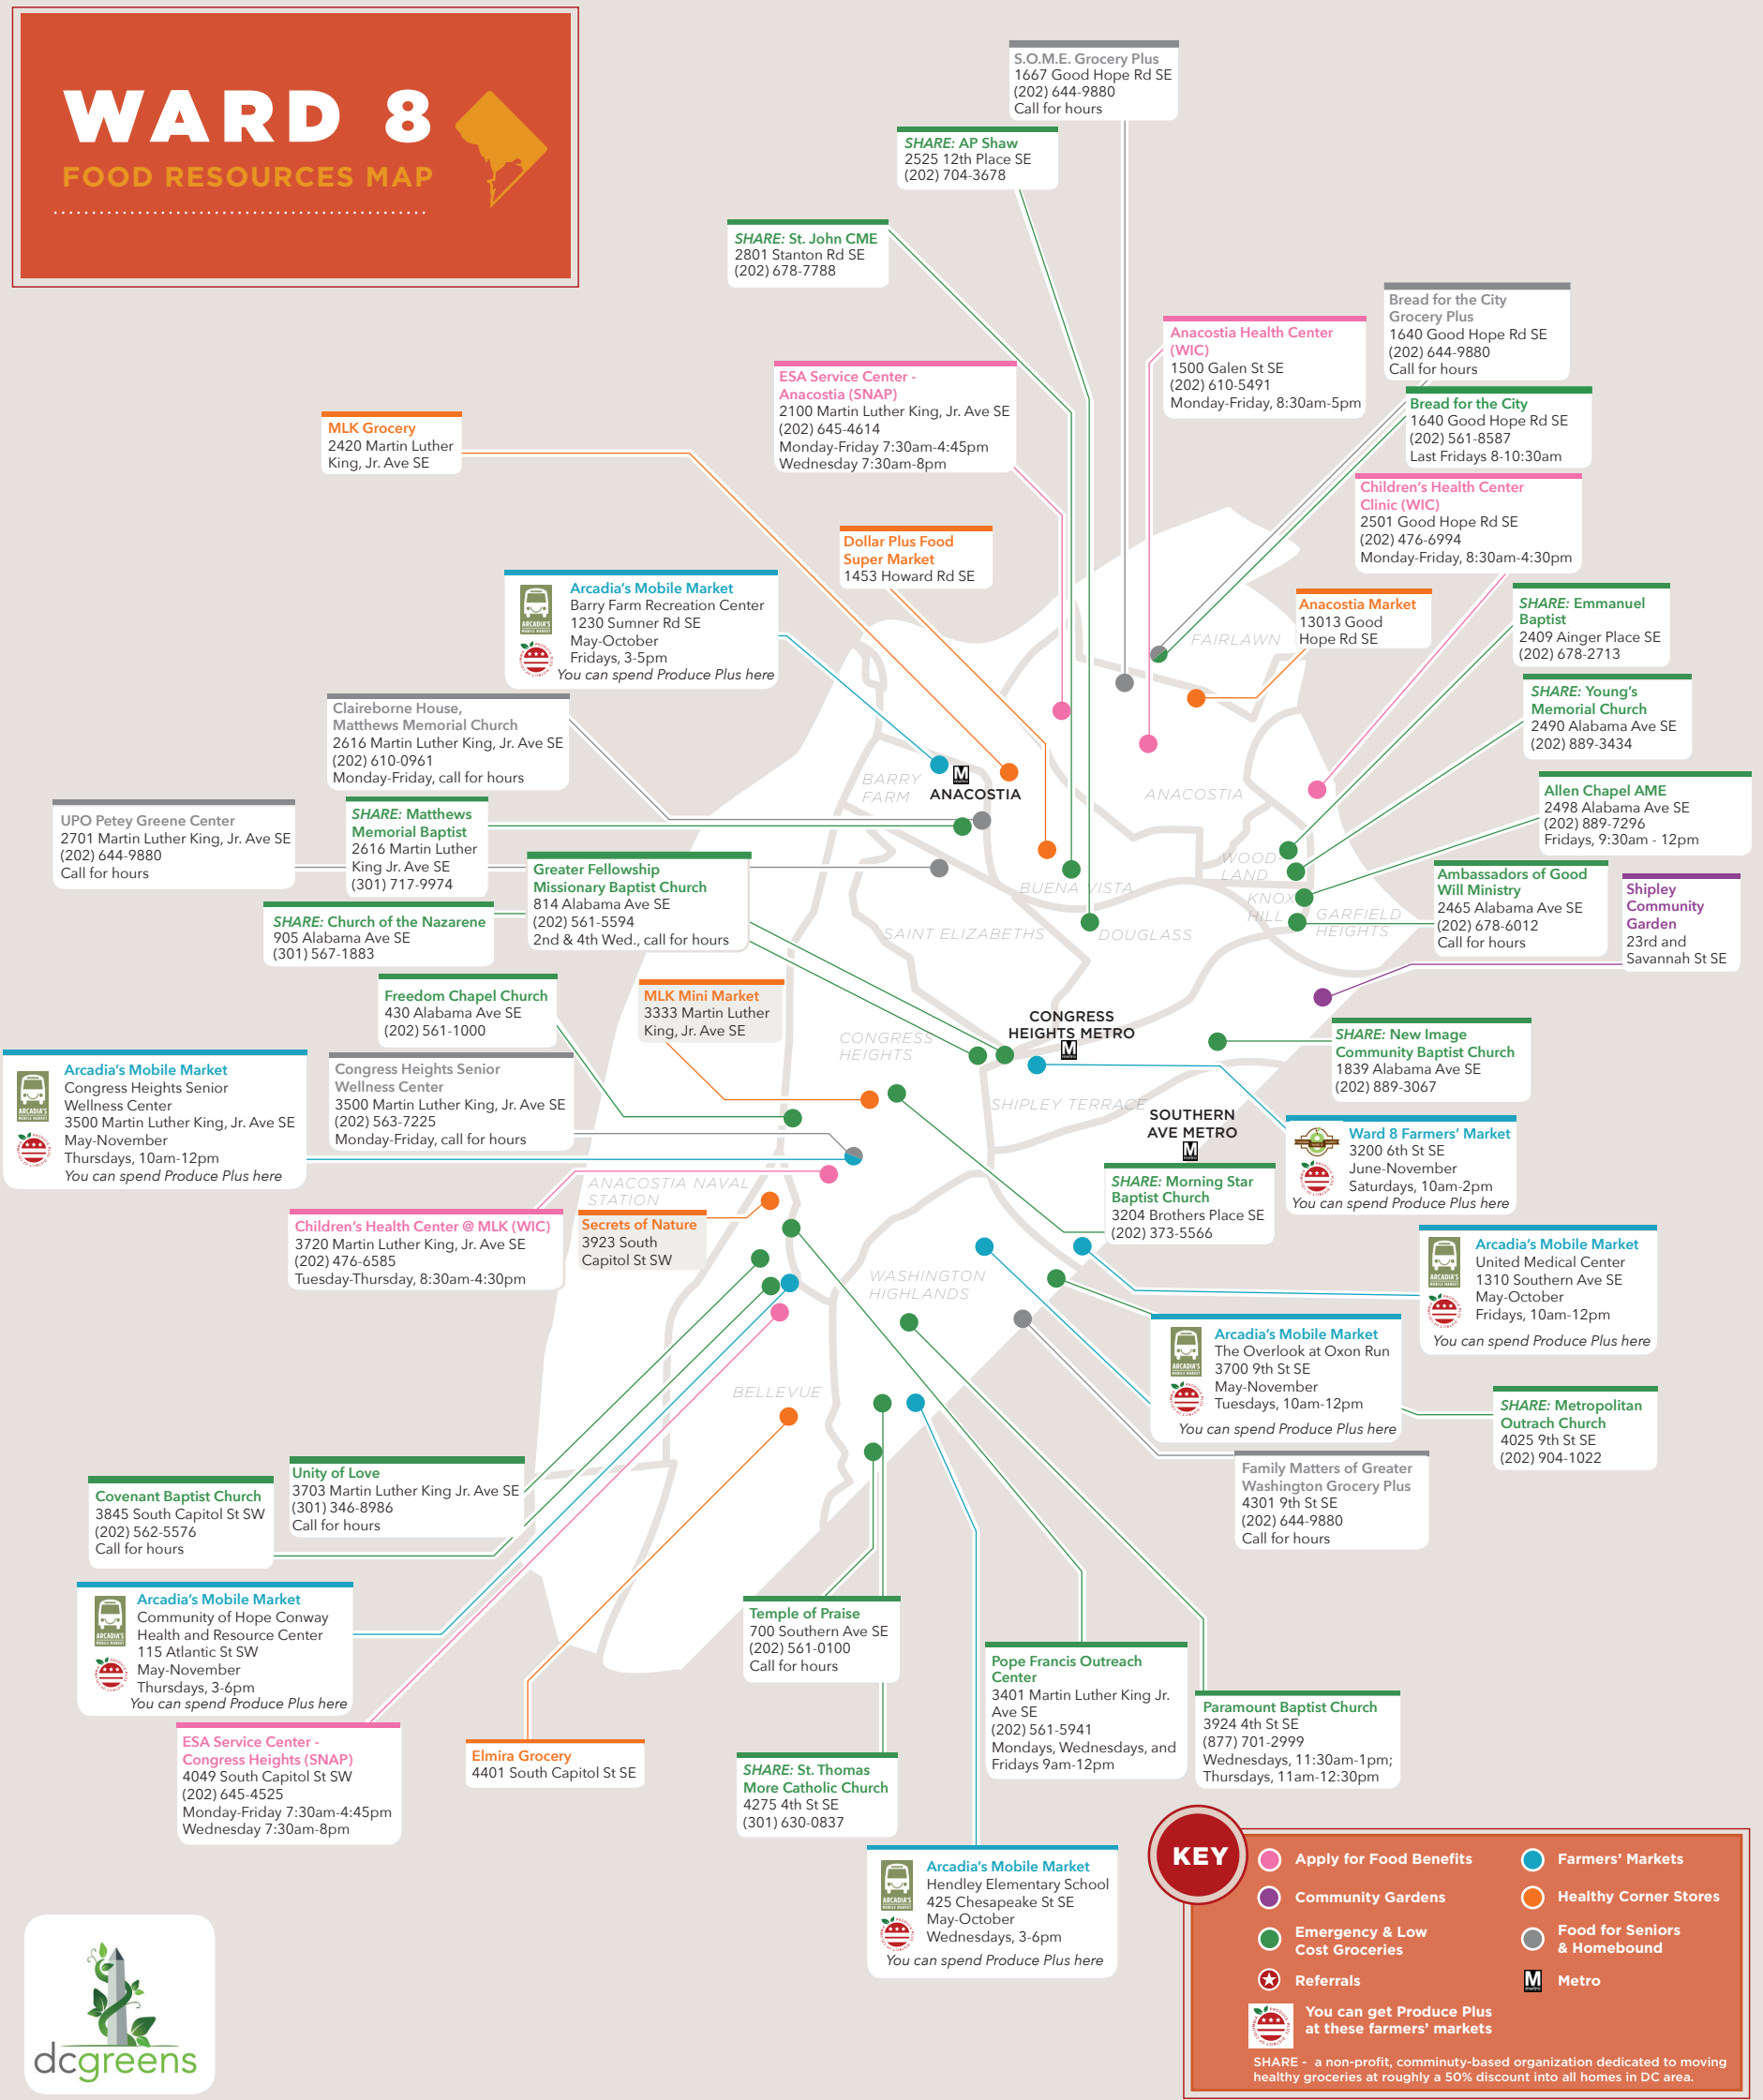 WARD 8
FOOD RESOURCES MAP
S.O.M.E. Grocery Plus
1667 Good Hope Rd SE
(202) 644-9880
Call for hours
SHARE: AP Shaw
2525 12th Place SE
(202) 704-3678
SHARE: St. John CME
2801 Stanton Rd SE
(202) 678-7788
Bread for the City
Grocery Plus
1640 Good Hope Rd SE
(202) 644-9880
Call for hours
Anacostia Health Center
(WIC)
1500 Galen St SE
(202) 610-5491
Monday-Friday, 8:30am-5pm
ESA Service Center -
Anacostia (SNAP)
2100 Martin Luther King, Jr. Ave SE
(202) 645-4614
Monday-Friday 7:30am-4:45pm
Wednesday 7:30am-8pm
Bread for the City
1640 Good Hope Rd SE
(202) 561-8587
Last Fridays 8-10:30am
MLK Grocery
2420 Martin Luther
King, Jr. Ave SE
Children's Health Center
Clinic (WIC)
2501 Good Hope Rd SE
(202) 476-6994
Monday-Friday, 8:30am-4:30pm
Dollar Plus Food
Super Market
1453 Howard Rd SE
Arcadia's Mobile Market
Barry Farm Recreation Center
1230 Sumner Rd SE
May-October
Fridays, 3-5pm
You can spend Produce Plus here
Anacostia Market
13013 Good
Hope Rd SE
SHARE: Emmanuel
Baptist
2409 Ainger Place SE
(202) 678-2713
FAIRLAWN
Claireborne House,
Matthews Memorial Church
2616 Martin Luther King, Jr. Ave SE
(202) 610-0961
Monday-Friday, call for hours
SHARE: Young's
Memorial Church
2490 Alabama Ave SE
(202) 889-3434
BARRY
FARM
M
ANACOSTIA
ANACOSTIA
Allen Chapel AME
2498 Alabama Ave SE
(202) 889-7296
Fridays, 9:30am - 12pm
UPO Petey Greene Center
2701 Martin Luther King, Jr. Ave SE
(202) 644-9880
Call for hours
SHARE: Matthews
Memorial Baptist
2616 Martin Luther
King Jr. Ave SE
(301) 717-9974
Greater Fellowship
Missionary Baptist Church
814 Alabama Ave SE
(202) 561-5594
2nd & 4th Wed., call for hours
WOOD-
LAND
BUENA VISTA
KNOX
HILL
GARFIELD
HEIGHTS
Ambassadors of Good
Will Ministry
2465 Alabama Ave SE
(202) 678-6012
Call for hours
Shipley
Community
Garden
23rd and
Savannah St SE
SHARE: Church of the Nazarene
905 Alabama Ave SE
(301) 567-1883
SAINT ELIZABETHS
DOUGLASS
Freedom Chapel Church
430 Alabama Ave SE
(202) 561-1000
MLK Mini Market
3333 Martin Luther
King, Jr. Ave SE
CONGRESS
HEIGHTS
CONGRESS
HEIGHTS METRO
M
SHARE: New Image
Community Baptist Church
1839 Alabama Ave SE
(202) 889-3067
Arcadia's Mobile Market
Congress Heights Senior
Wellness Center
3500 Martin Luther King, Jr. Ave SE
May-November
Thursdays, 10am-12pm
You can spend Produce Plus here
Congress Heights Senior
Wellness Center
3500 Martin Luther King, Jr. Ave SE
(202) 563-7225
Monday-Friday, call for hours
SHIPLEY TERRACE
SOUTHERN
AVE METRO
M
Ward 8 Farmers' Market
3200 6th St SE
June-November
Saturdays, 10am-2pm
You can spend Produce Plus here
ANACOSTIA NAVAL
STATION
SHARE: Morning Star
Baptist Church
3204 Brothers Place SE
(202) 373-5566
Children's Health Center @ MLK (WIC)
3720 Martin Luther King, Jr. Ave SE
(202) 476-6585
Tuesday-Thursday, 8:30am-4:30pm
Secrets of Nature
3923 South
Capitol St SW
Arcadia's Mobile Market
United Medical Center
1310 Southern Ave SE
May-October
Fridays, 10am-12pm
You can spend Produce Plus here
WASHINGTON
HIGHLANDS
Arcadia's Mobile Market
The Overlook at Oxon Run
3700 9th St SE
May-November
Tuesdays, 10am-12pm
You can spend Produce Plus here
BELLEVUE
SHARE: Metropolitan
Outrach Church
4025 9th St SE
(202) 904-1022
Family Matters of Greater
Washington Grocery Plus
4301 9th St SE
(202) 644-9880
Call for hours
Covenant Baptist Church
3845 South Capitol St SW
(202) 562-5576
Call for hours
Unity of Love
3703 Martin Luther King Jr. Ave SE
(301) 346-8986
Call for hours
Arcadia's Mobile Market
Community of Hope Conway
Health and Resource Center
115 Atlantic St SW
May-November
Thursdays, 3-6pm
You can spend Produce Plus here
Temple of Praise
700 Southern Ave SE
(202) 561-0100
Call for hours
Pope Francis Outreach
Center
3401 Martin Luther King Jr.
Ave SE
(202) 561-5941
Mondays, Wednesdays, and
Fridays 9am-12pm
Paramount Baptist Church
3924 4th St SE
(877) 701-2999
Wednesdays, 11:30am-1pm;
Thursdays, 11am-12:30pm
ESA Service Center -
Congress Heights (SNAP)
4049 South Capitol St SW
(202) 645-4525
Monday-Friday 7:30am-4:45pm
Wednesday 7:30am-8pm
Elmira Grocery
4401 South Capitol St SE
SHARE: St. Thomas
More Catholic Church
4275 4th St SE
(301) 630-0837
Arcadia's Mobile Market
Hendley Elementary School
425 Chesapeake St SE
May-October
Wednesdays, 3-6pm
You can spend Produce Plus here
KEY
Apply for Food Benefits
Farmers' Markets
Community Gardens
Healthy Corner Stores
Emergency & Low
Cost Groceries
Food for Seniors
& Homebound
Referrals
M
Metro
You can get Produce Plus
at these farmers' markets
SHARE - a non-profit, comminuty-based organization dedicated to moving
healthy groceries at roughly a 50% discount into all homes in DC area.
dcgreens